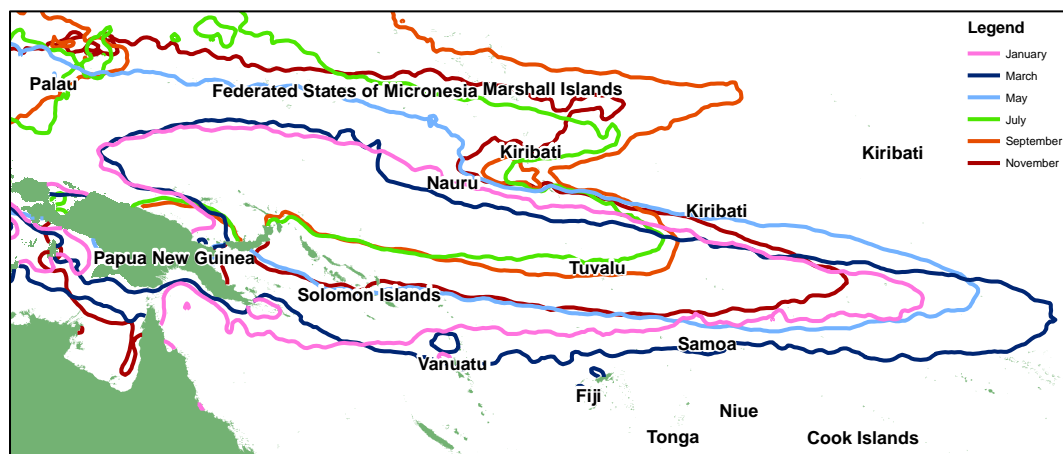 Legend
January
March
May
July
September
November
Palau
Federated States of Micronesia
Marshall Islands
Kiribati
Kiribati
Nauru
Kiribati
Papua New Guinea
Tuvalu
Solomon Islands
Samoa
Vanuatu
Fiji
Niue
Tonga
Cook Islands